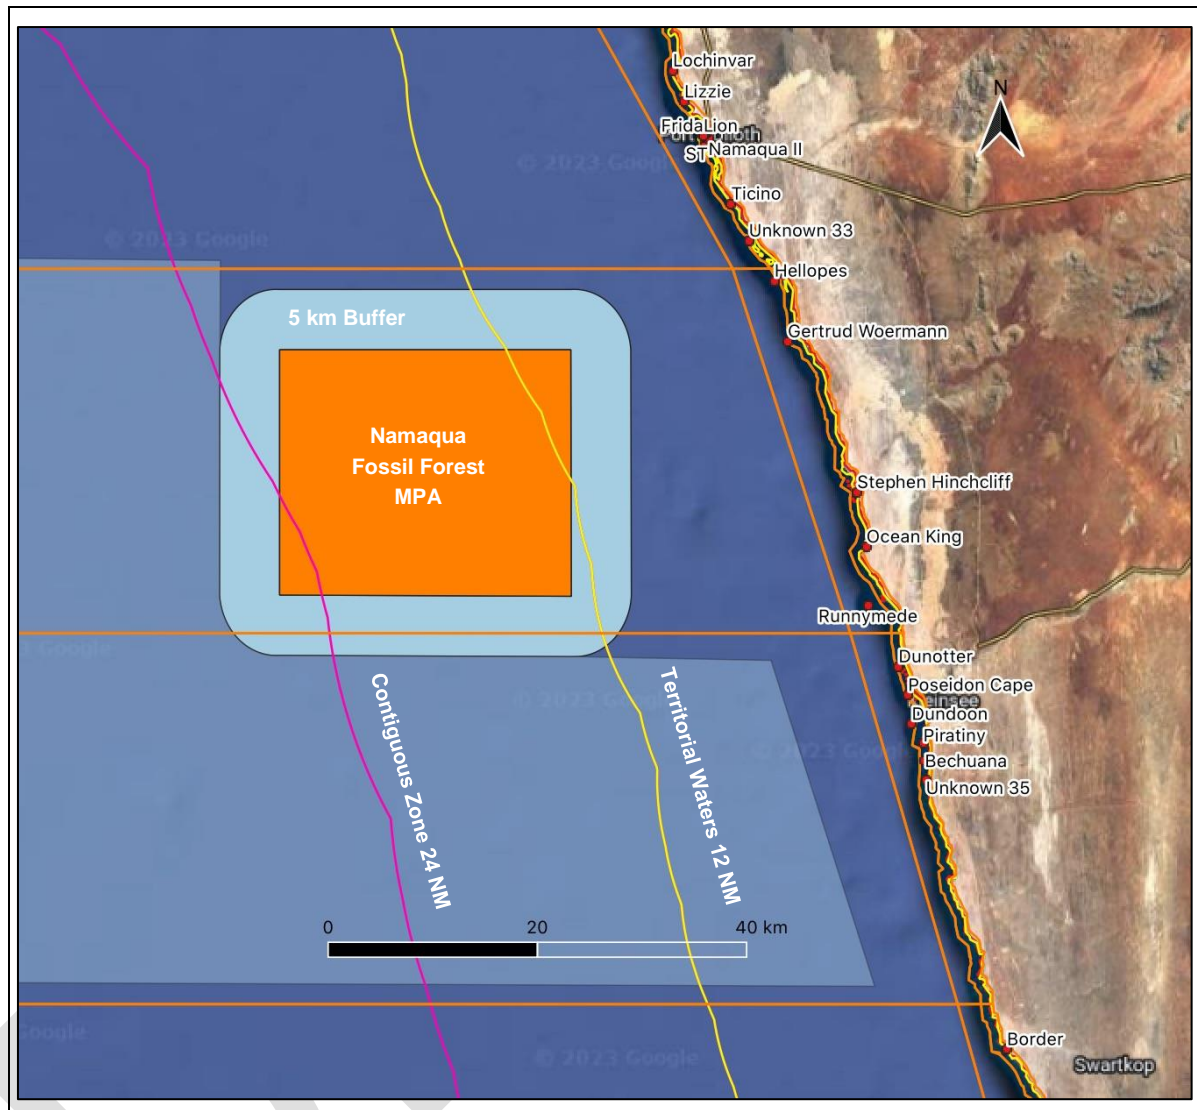 Lochinvar
N
Lizzie
FridaLion
Namaqua II
© 2023 Google
Ticino
Unknown 33
© 2023 Google
Hellopes
5 km Buffer
Gertrud Woermann
Namaqua
Fossil Forest
MPA
Stephen Hinchcliff
Ocean King
Runnymede
Google
Dunotter
Contiguous Zone 24 NM
Territorial Waters 12 NM
Poseidon Cape
© 2023 Google
Dundoon
Piratiny
© 2023 Google
Bechuana
Unknown 35
0 20 40 km
Google
Border
© 2023 Google
Swartkop